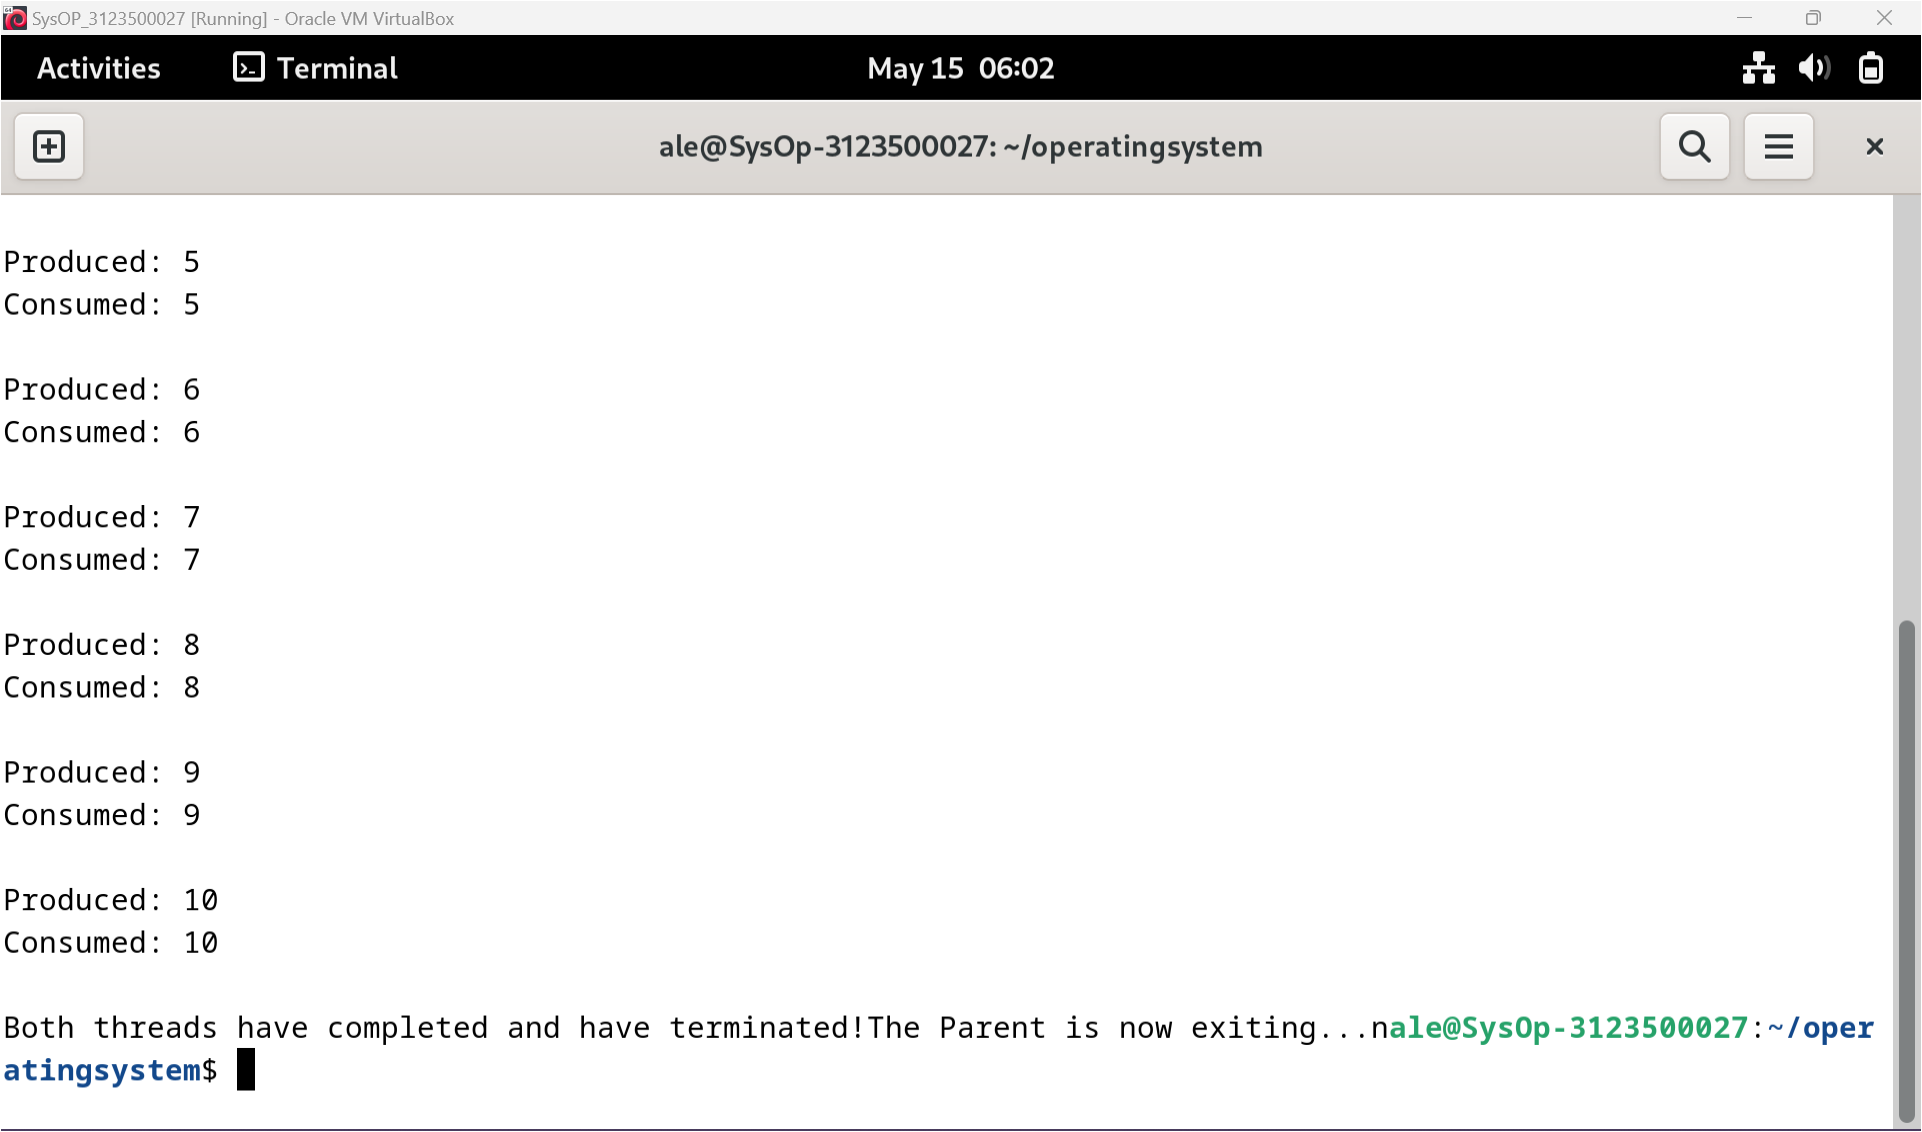 SysOP_3123500027 [Running] - Oracle VM VirtualBox
Activities Terminal May 15 06:02
ale@SysOp-3123500027: ~/operatingsystem
Produced: 5
Consumed: 5
Produced: 6
Consumed: 6
Produced: 7
Consumed: 7
Produced: 8
Consumed: 8
Produced: 9
Consumed: 9
Produced: 10
Consumed: 10
Both threads have completed and have terminated!The Parent is now exiting...nale@SysOp-3123500027:~/oper
atingsystem$